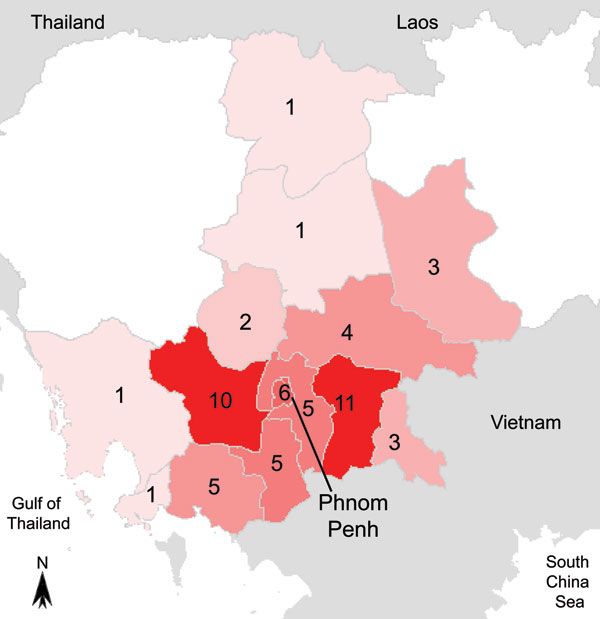 Thailand
Laos
1
1
3
2
4
1
10
6
5
11
3
5
5
1
Vietnam
Phnom
Penh
Gulf of
Thailand
N
South
China
Sea